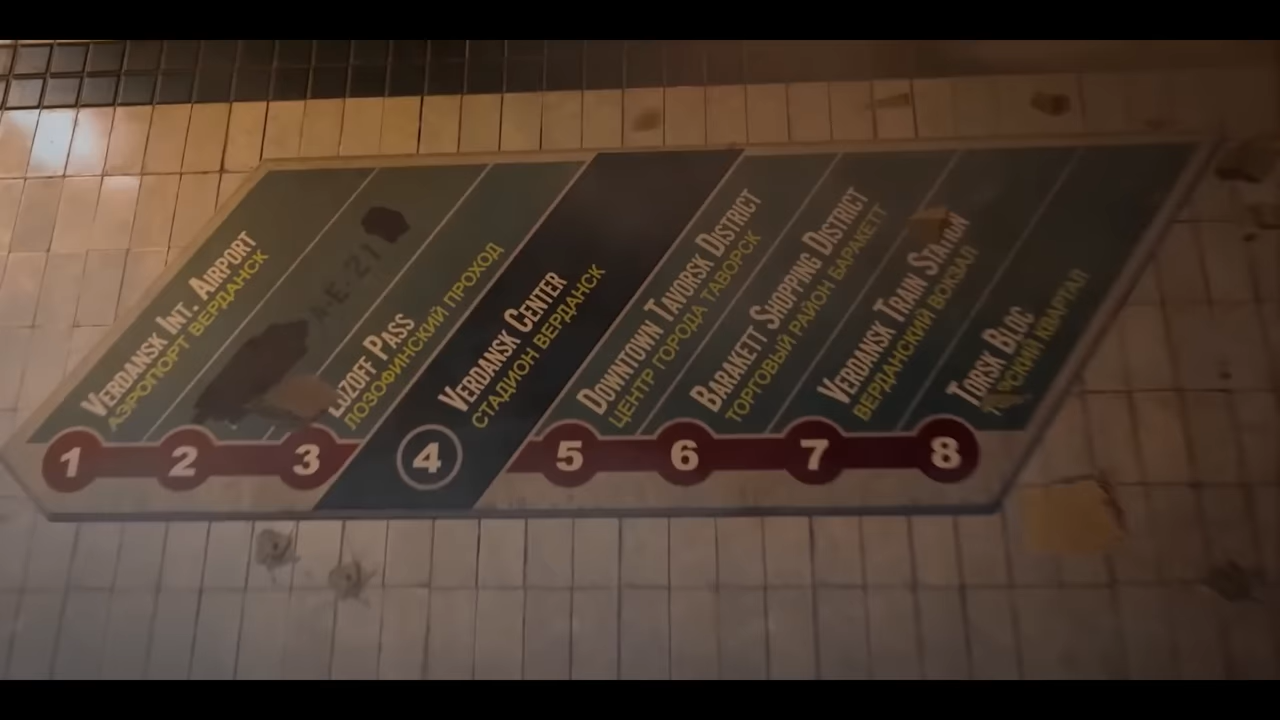 VERDANSK INT. AIRPORT
АЭРОПОРТ ВЕРДАНСК
A-E-21
LOZOFF PASS
ЛОЗОФИНСКИЙ ПРОХОД
VERDANSK CENTER
СТАДИОН ВЕРДАНСК
DOWNTOWN TAVORSK DISTRICT
ЦЕНТР ГОРОДА ТАВОРСК
BARAKETT SHOPPING DISTRICT
ТОРГОВЫЙ РАЙОН БАРАКЕТТ
VERDANSK TRAIN STATION
ВЕРДАНСКИЙ ВОКЗАЛ
TORSK BLOC
КВАРТАЛ
1 2 3 4 5 6 7 8